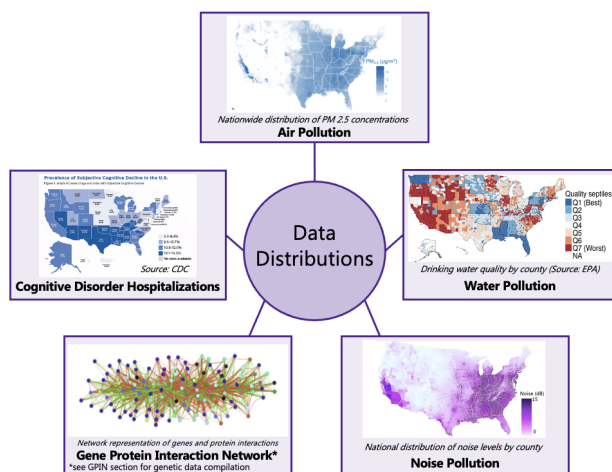 PM2.5 (µg/m³)
Nationwide distribution of PM 2.5 concentrations
Air Pollution
Prevalence of Subjective Cognitive Decline in the U.S.
No data available
Source: CDC
Cognitive Disorder Hospitalizations
Data
Distributions
Quality septiles
Q1 (Best)
Q2
Q3
Q4
Q5
Q6
Q7 (Worst)
NA
Drinking water quality by county (Source: EPA)
Water Pollution
Network representation of genes and protein interactions
Gene Protein Interaction Network*
*see GPIN section for genetic data compilation
Noise (dB)
15
0
National distribution of noise levels by county
Noise Pollution